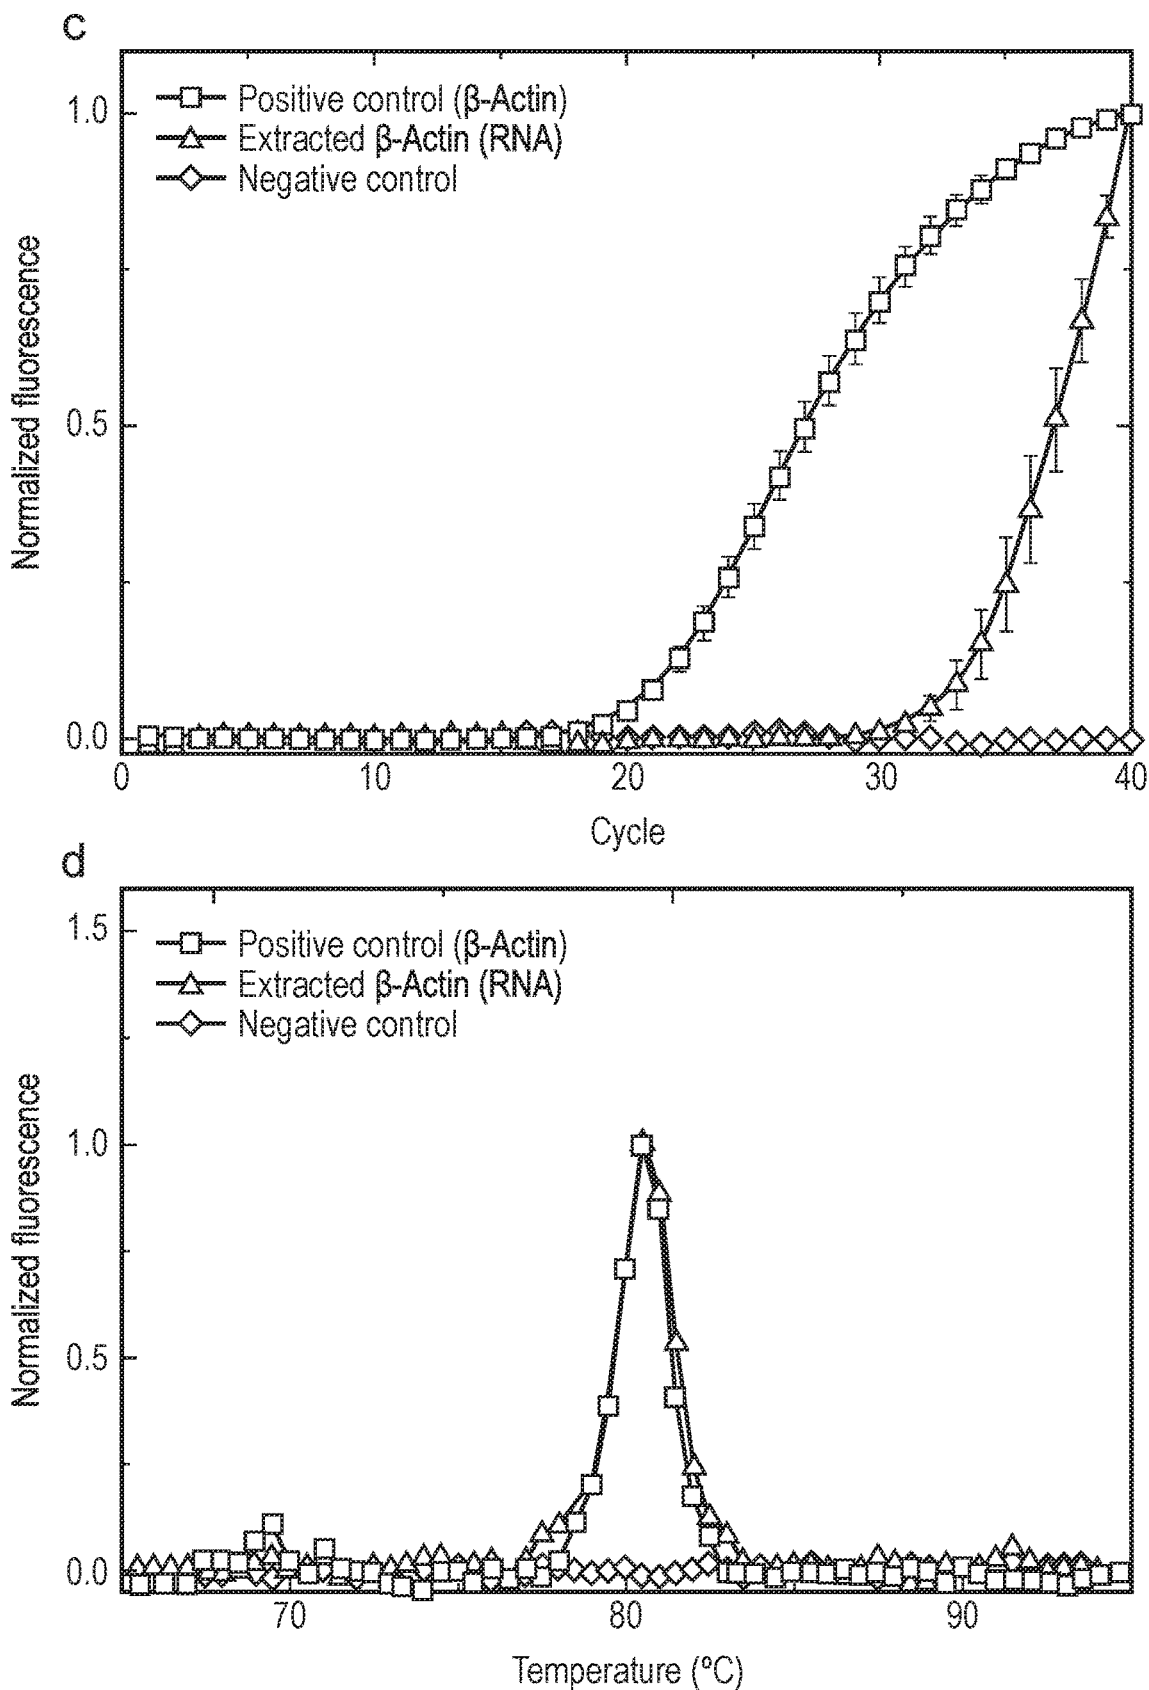 c
Positive control (β-Actin)
Extracted β-Actin (RNA)
Negative control
1.0
0.5
0.0
Normalized fluorescence
0 10 20 30 40
Cycle
d
Positive control (β-Actin)
Extracted β-Actin (RNA)
Negative control
1.5
1.0
0.5
0.0
Normalized fluorescence
70 80 90
Temperature (ºC)